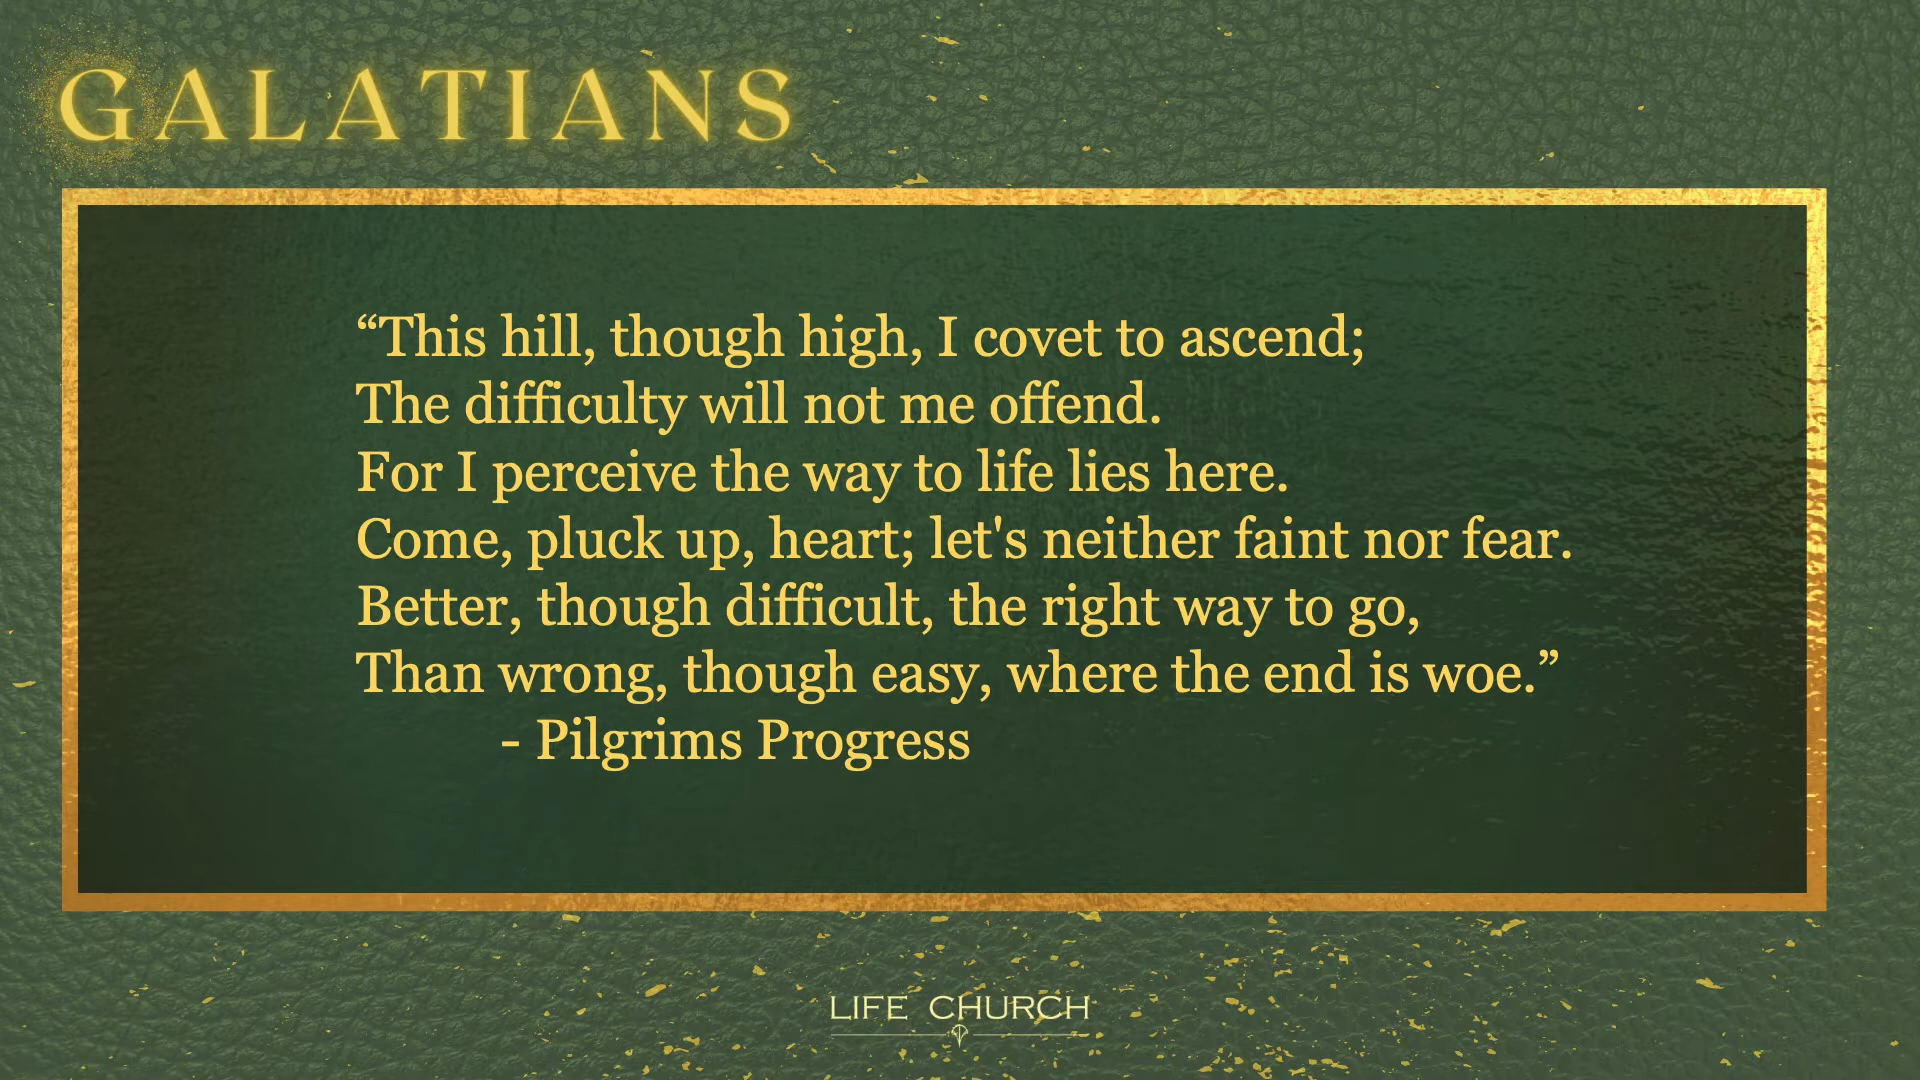 GALATIANS
“This hill, though high, I covet to ascend;
The difficulty will not me offend.
For I perceive the way to life lies here.
Come, pluck up, heart; let's neither faint nor fear.
Better, though difficult, the right way to go,
Than wrong, though easy, where the end is woe.”
- Pilgrims Progress
LIFE CHURCH